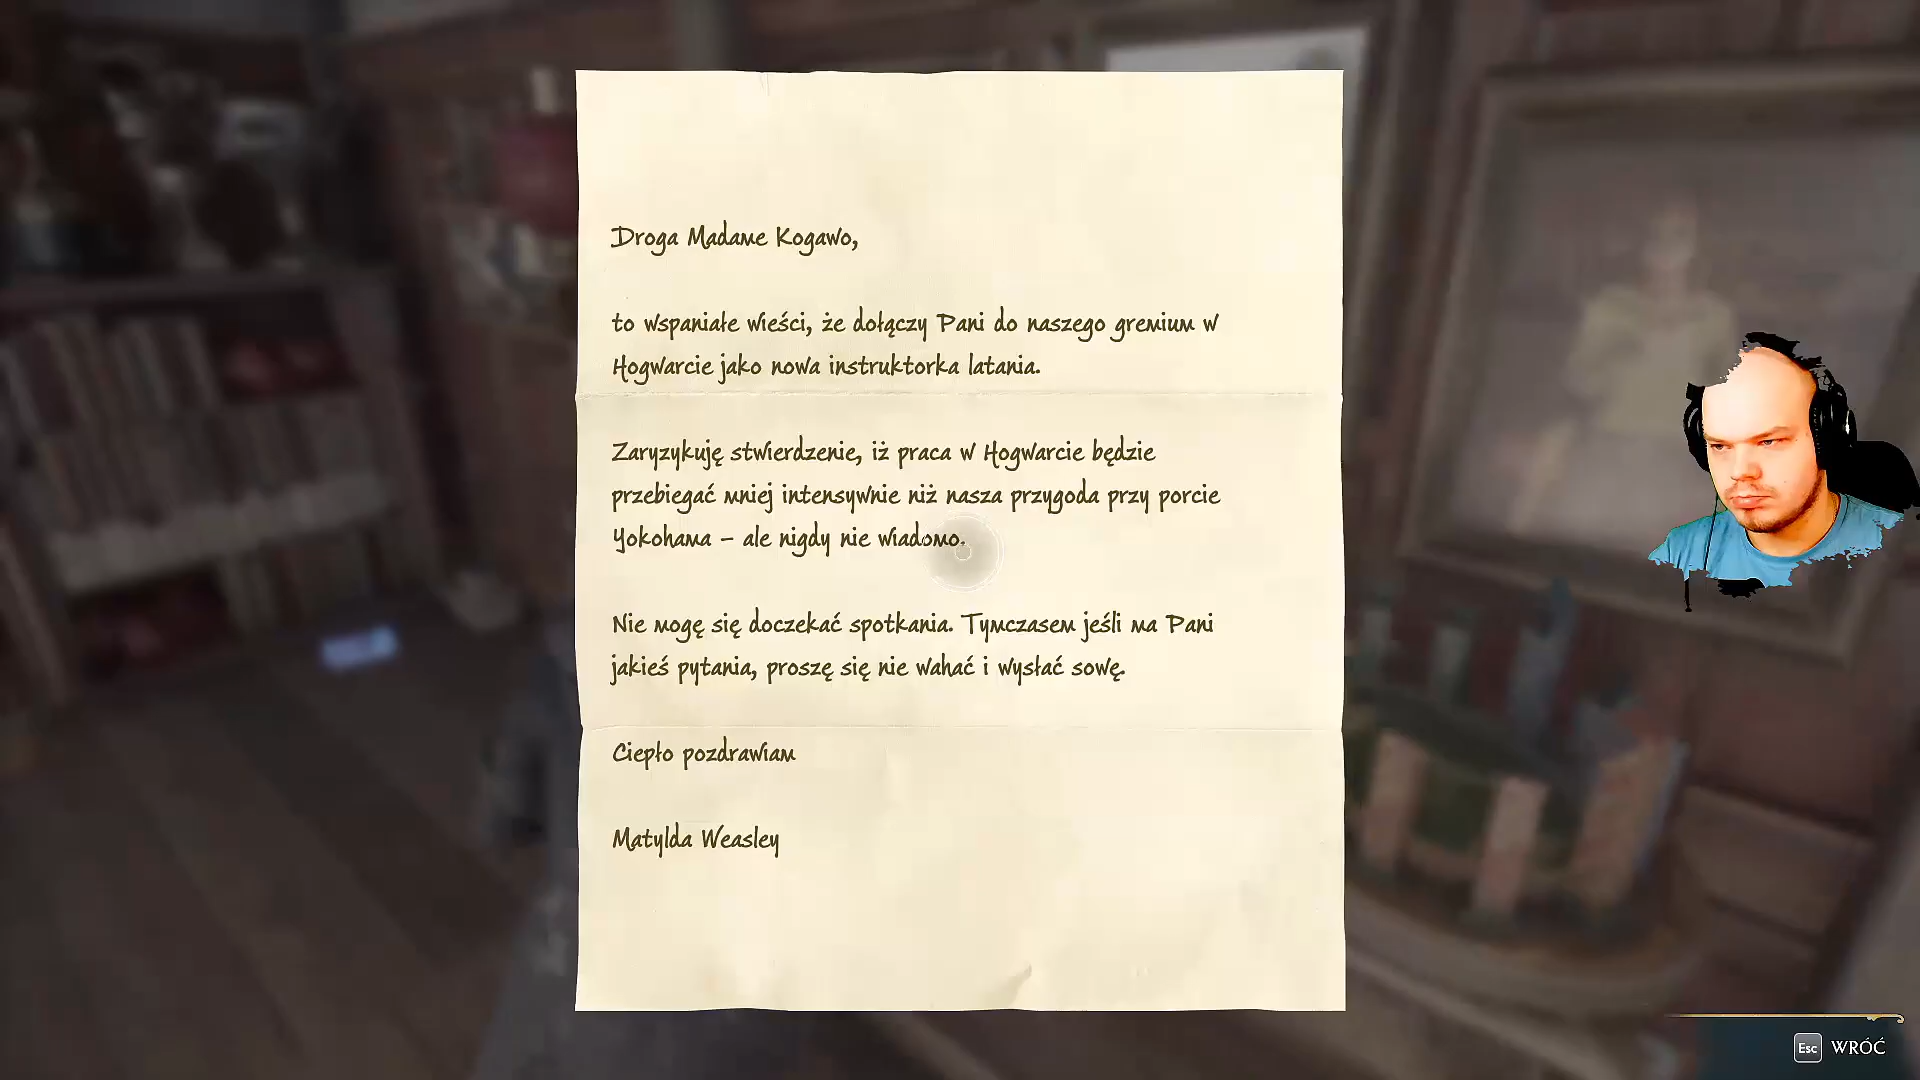 Droga Madame Kogawo,
to wspaniałe wieści, że dołączy Pani do naszego gremium w
Hogwarcie jako nowa instruktorka latania.
Zaryzykuję stwierdzenie, iż praca w Hogwarcie będzie
przebiegać mniej intensywnie niż nasza przygoda przy porcie
Yokohama – ale nigdy nie wiadomo.
Nie mogę się doczekać spotkania. Tymczasem jeśli ma Pani
jakieś pytania, proszę się nie wahać i wysłać sowę.
Ciepło pozdrawiam
Matylda Weasley
Esc WRÓĆ